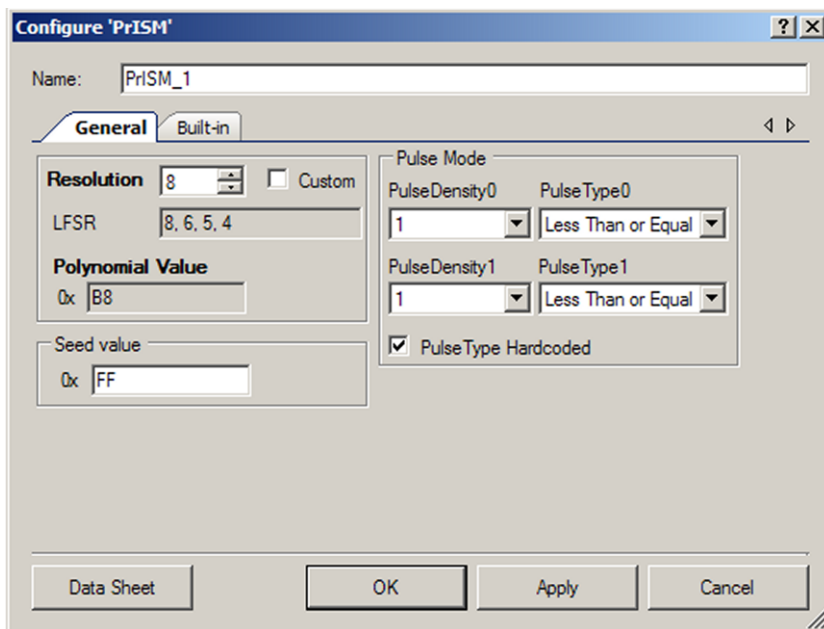 Configure 'PrISM'
Name: PrISM_1
General Built-in
Resolution 8 Custom
LFSR 8, 6, 5, 4
Polynomial Value
0x B8
Seed value
0x FF
Pulse Mode
PulseDensity0 PulseType0
1 Less Than or Equal
PulseDensity1 PulseType1
1 Less Than or Equal
PulseType Hardcoded
Data Sheet OK Apply Cancel